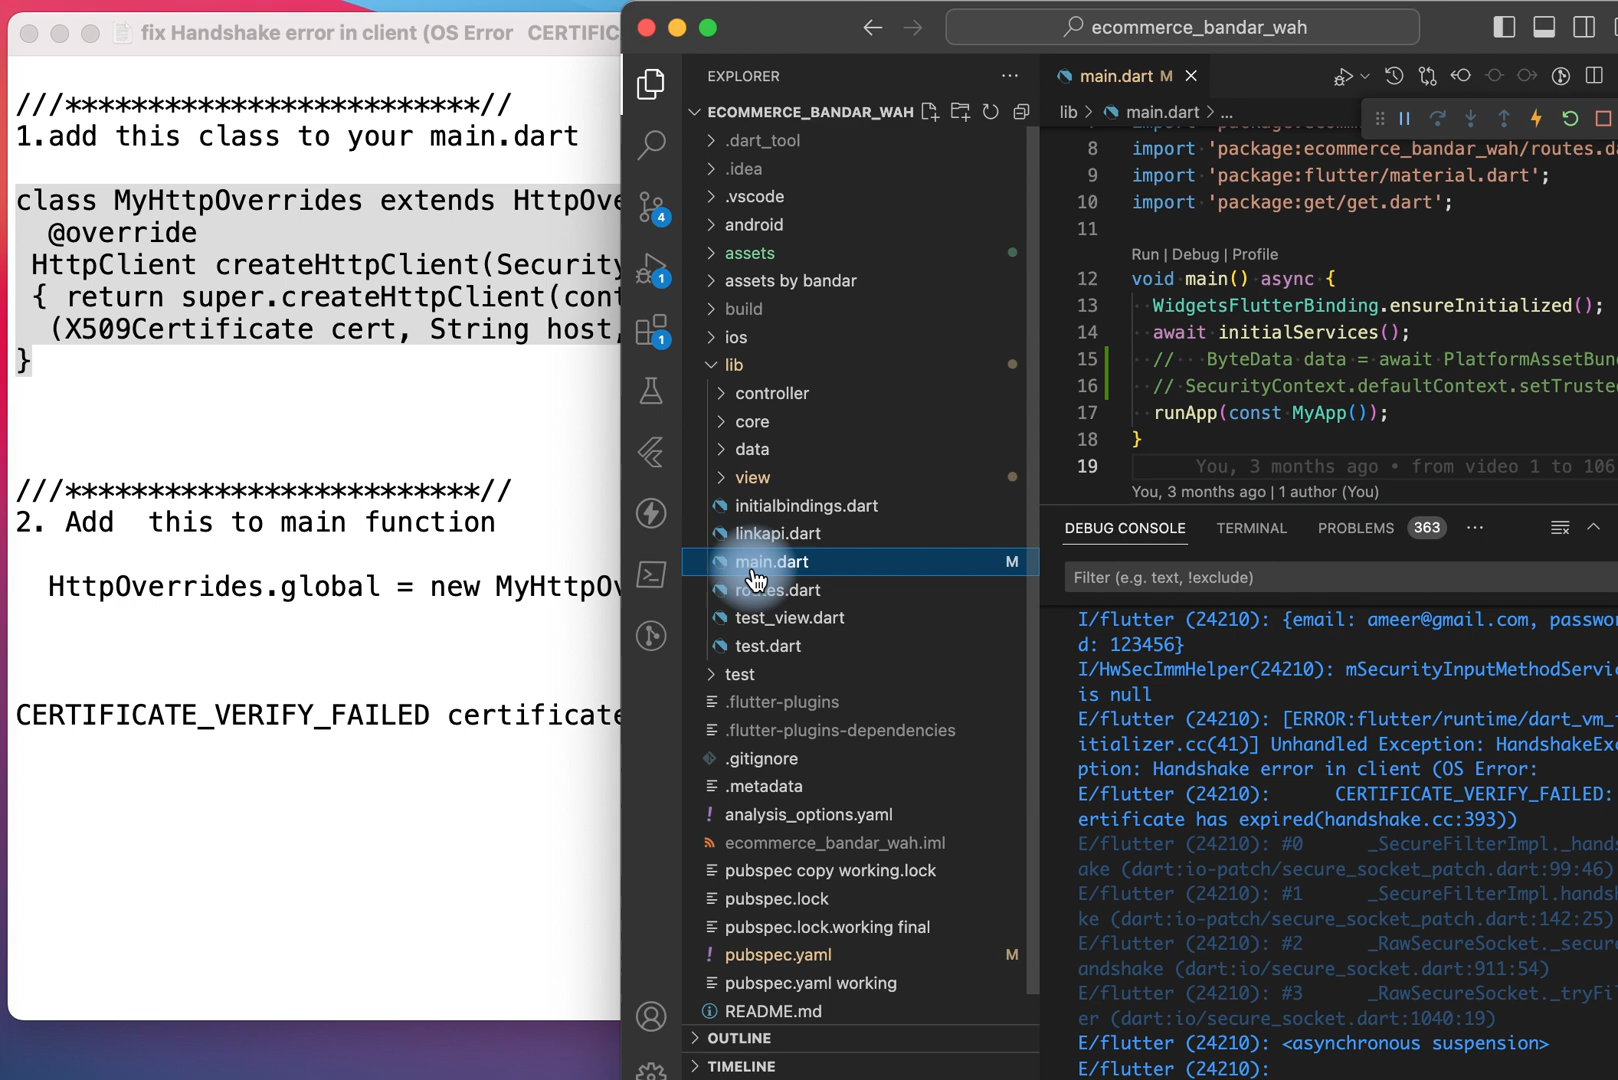 fix Handshake error in client (OS Error CERTIFIC
///*************************//
1.add this class to your main.dart
class MyHttpOverrides extends HttpOve
@override
HttpClient createHttpClient(Security
{ return super.createHttpClient(con
(X509Certificate cert, String host,
}
///*************************//
2. Add this to main function
HttpOverrides.global = new MyHttpOv
CERTIFICATE_VERIFY_FAILED certificate
ecommerce_bandar_wah
4
1
1
EXPLORER
ECOMMERCE_BANDAR_WAH
.dart_tool
.idea
.vscode
android
assets
assets by bandar
build
ios
lib
controller
core
data
view
initialbindings.dart
linkapi.dart
main.dart M
routes.dart
test_view.dart
test.dart
test
.flutter-plugins
.flutter-plugins-dependencies
.gitignore
.metadata
! analysis_options.yaml
ecommerce_bandar_wah.iml
pubspec copy working.lock
pubspec.lock
pubspec.lock.working final
! pubspec.yaml M
pubspec.yaml working
README.md
OUTLINE
TIMELINE
main.dart M
lib > main.dart > ...
8 import 'package:ecommerce_bandar_wah/routes.da
9 import 'package:flutter/material.dart';
10 import 'package:get/get.dart';
11
Run | Debug | Profile
12 void main() async {
13 WidgetsFlutterBinding.ensureInitialized();
14 await initialServices();
15 // ByteData data = await PlatformAssetBun
16 // SecurityContext.defaultContext.setTruste
17 runApp(const MyApp());
18 }
19 You, 3 months ago • from video 1 to 106
You, 3 months ago | 1 author (You)
DEBUG CONSOLE TERMINAL PROBLEMS 363 ...
Filter (e.g. text, !exclude)
I/flutter (24210): {email: ameer@gmail.com, passwor
d: 123456}
I/HwSecImmHelper(24210): mSecurityInputMethodServic
is null
E/flutter (24210): [ERROR:flutter/runtime/dart_vm_
itializer.cc(41)] Unhandled Exception: HandshakeExc
ption: Handshake error in client (OS Error:
E/flutter (24210): CERTIFICATE_VERIFY_FAILED:
ertificate has expired(handshake.cc:393))
E/flutter (24210): #0 _SecureFilterImpl._hands
ake (dart:io-patch/secure_socket_patch.dart:99:46)
E/flutter (24210): #1 _SecureFilterImpl.handsh
ke (dart:io-patch/secure_socket_patch.dart:142:25)
E/flutter (24210): #2 _RawSecureSocket._secure
andshake (dart:io/secure_socket.dart:911:54)
E/flutter (24210): #3 _RawSecureSocket._tryFil
er (dart:io/secure_socket.dart:1040:19)
E/flutter (24210): <asynchronous suspension>
E/flutter (24210):